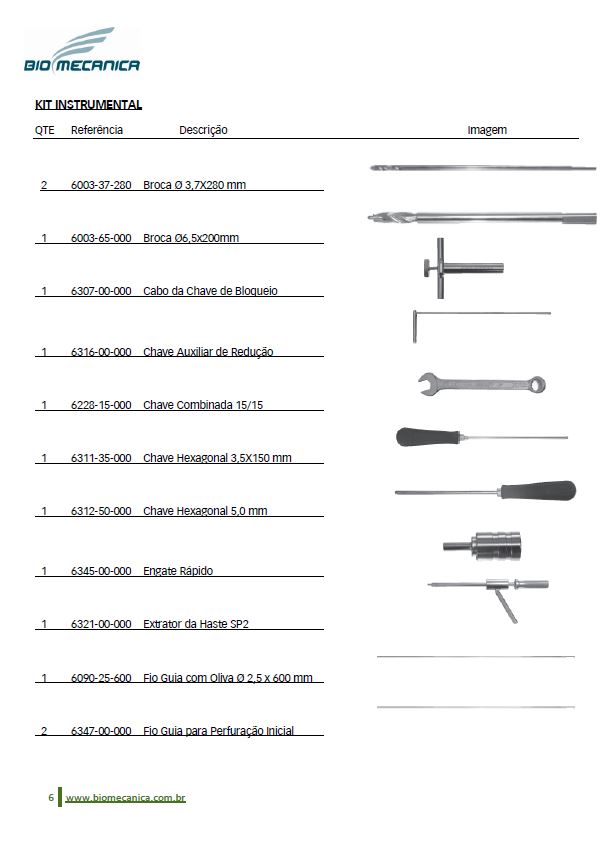 BIOMECANICA
KIT INSTRUMENTAL
QTE Referência Descrição Imagem
2 6003-37-280 Broca Ø 3,7X280 mm
1 6003-65-000 Broca Ø6,5x200mm
1 6307-00-000 Cabo da Chave de Bloqueio
1 6316-00-000 Chave Auxiliar de Redução
1 6228-15-000 Chave Combinada 15/15
1 6311-35-000 Chave Hexagonal 3,5X150 mm
1 6312-50-000 Chave Hexagonal 5,0 mm
1 6345-00-000 Engate Rápido
1 6321-00-000 Extrator da Haste SP2
1 6090-25-600 Fio Guia com Oliva Ø 2,5 x 600 mm
2 6347-00-000 Fio Guia para Perfuração Inicial
6 www.biomecanica.com.br